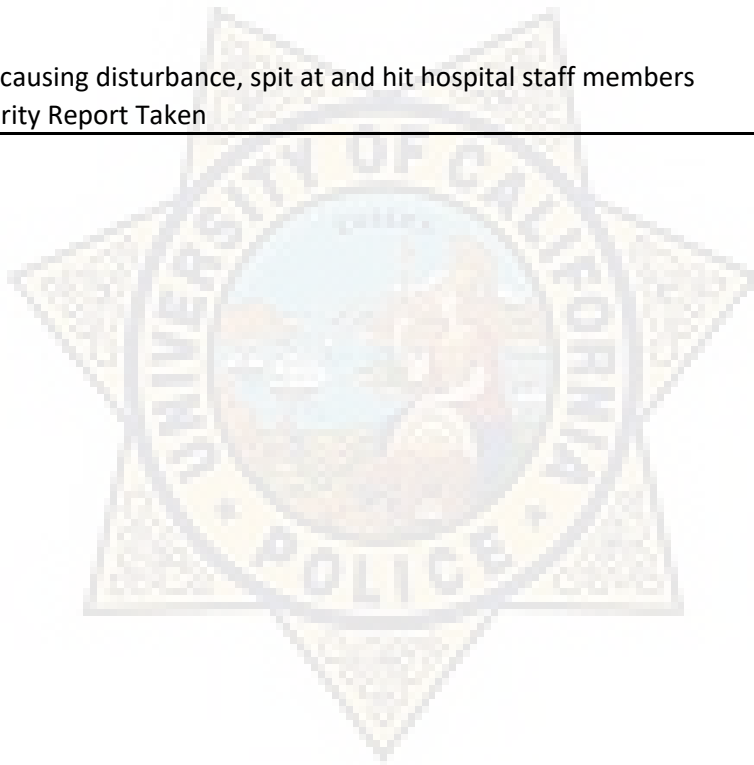 causing disturbance, spit at and hit hospital staff members
rity Report Taken
UNIVERSITY OF CALIFORNIA
POLICE